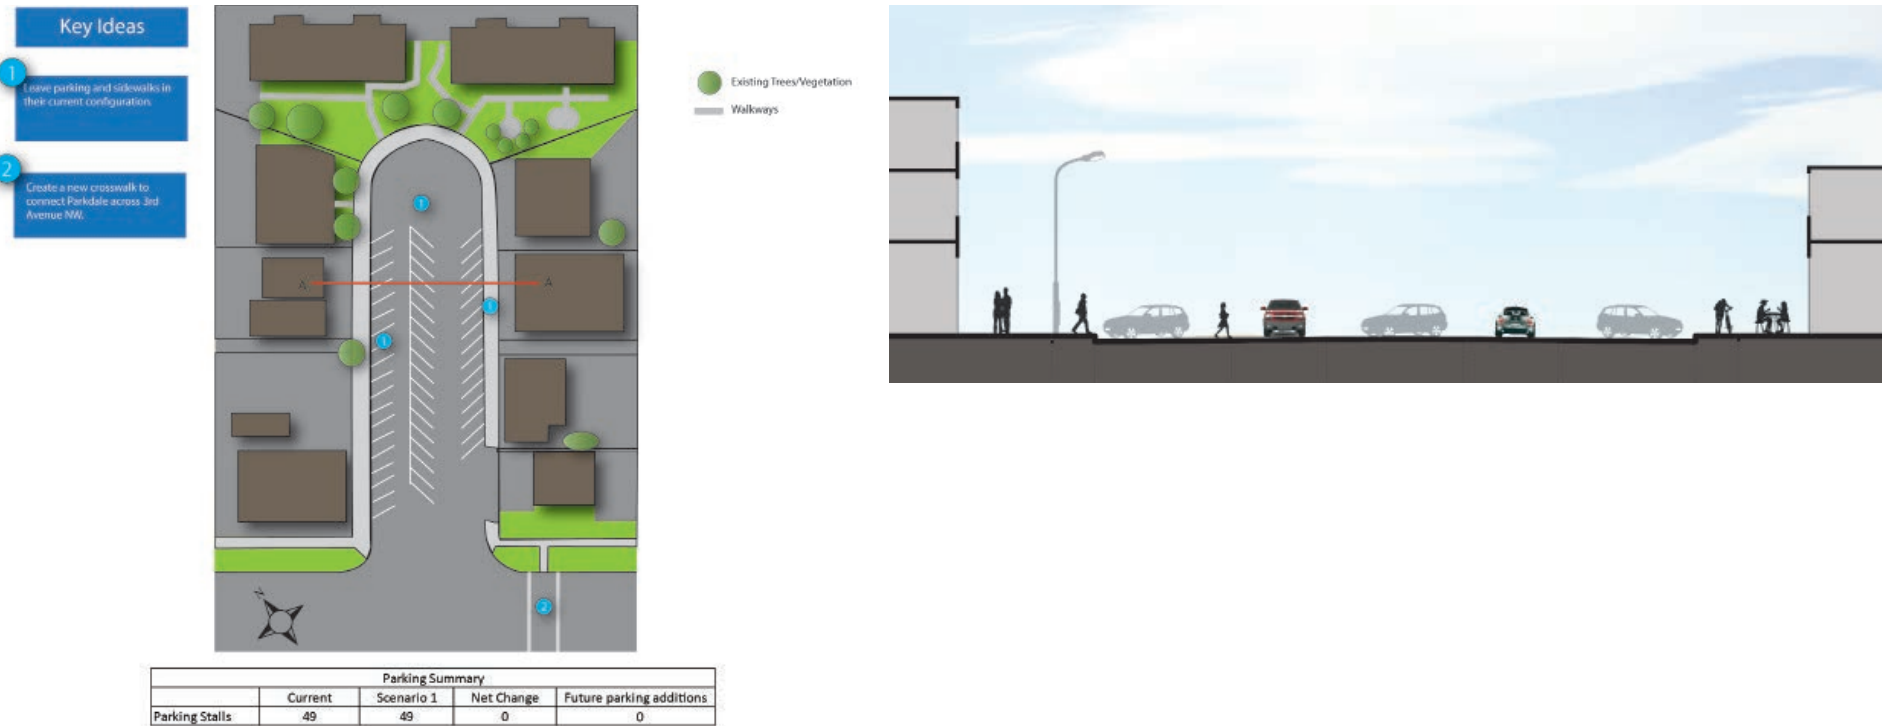 Key Ideas
1
Leave parking and sidewalks in
their current configuration.
2
Create a new crosswalk to
connect Parkdale across 3rd
Avenue NW.
Existing Trees/Vegetation
Walkways
1
A
A
1
1
N
2
Parking Summary
Current Scenario 1 Net Change Future parking additions
Parking Stalls 49 49 0 0